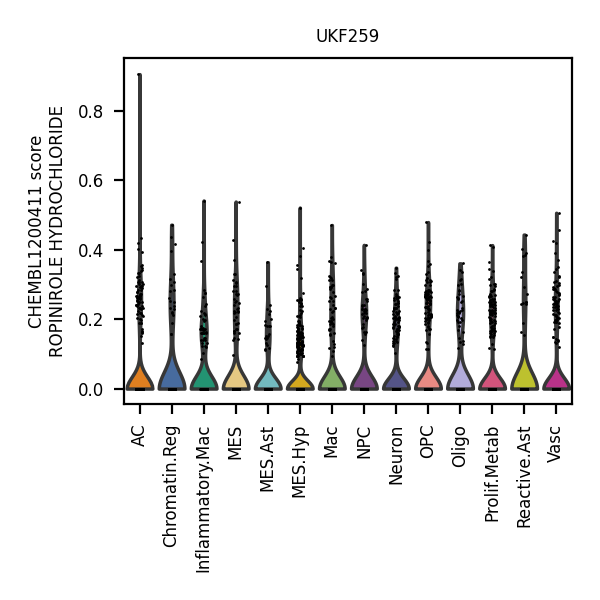 UKF259
CHEMBL1200411 score
ROPINIROLE HYDROCHLORIDE
0.8
0.6
0.4
0.2
0.0
AC
Chromatin.Reg
Inflammatory.Mac
MES
MES.Ast
MES.Hyp
Mac
NPC
Neuron
OPC
Oligo
Prolif.Metab
Reactive.Ast
Vasc